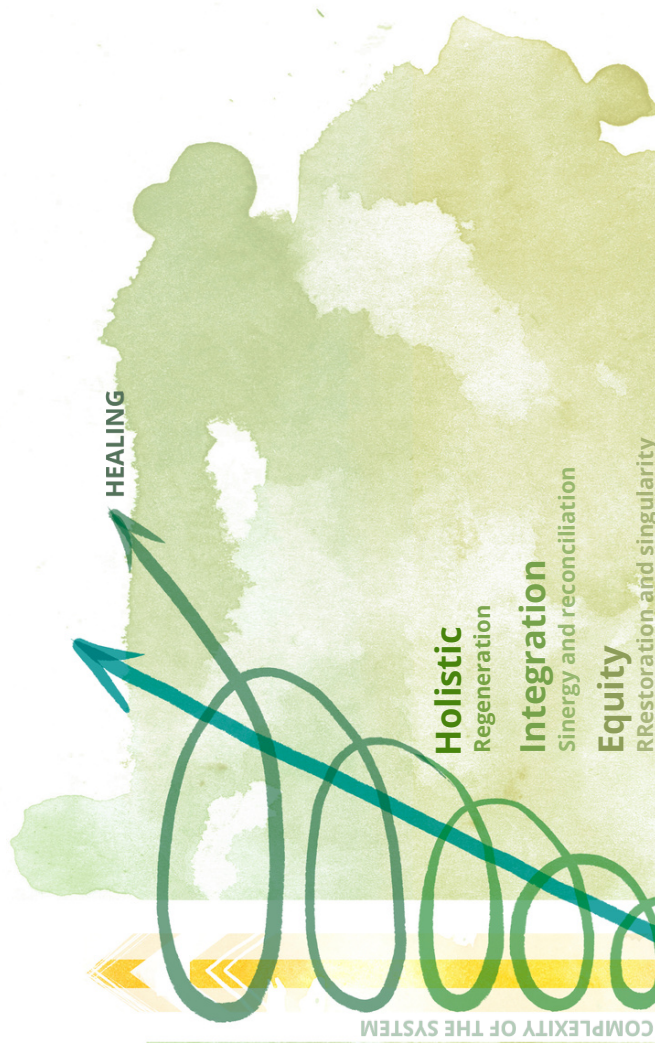 HEALING
Holistic
Regeneration
Integration
Sinergy and reconciliation
Equity
RRestoration and singularity
COMPLEXITY OF THE SYSTEM